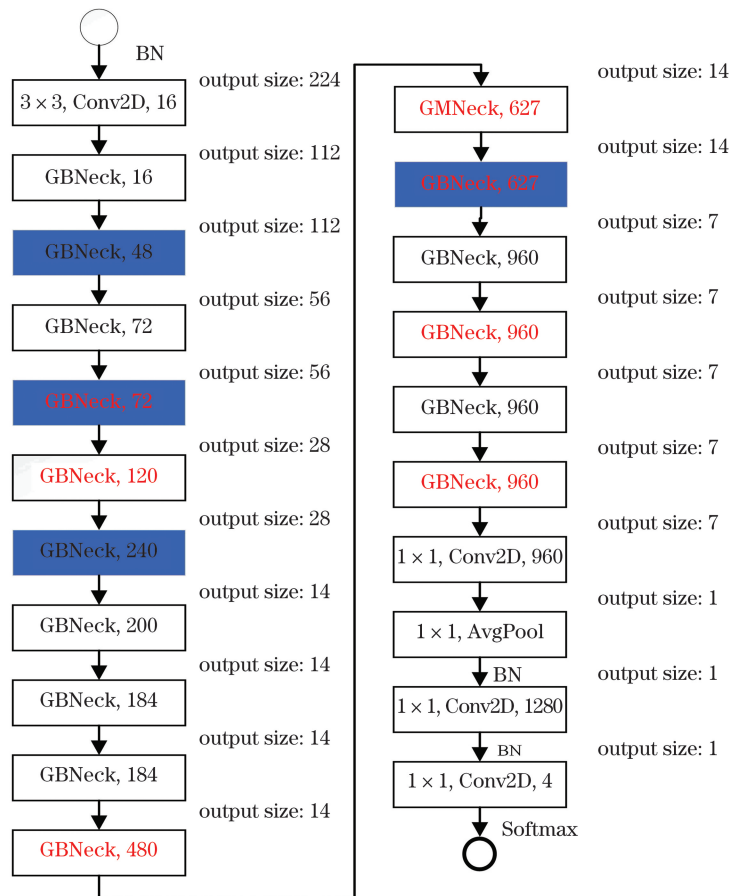 BN
output size: 224
3 × 3, Conv2D, 16
output size: 112
GBNeck, 16
output size: 112
GBNeck, 48
output size: 56
GBNeck, 72
output size: 56
GBNeck, 72
output size: 28
GBNeck, 120
output size: 28
GBNeck, 240
output size: 14
GBNeck, 200
output size: 14
GBNeck, 184
output size: 14
GBNeck, 184
output size: 14
GBNeck, 480
output size: 14
GMNeck, 627
output size: 14
GBNeck, 627
output size: 7
GBNeck, 960
output size: 7
GBNeck, 960
output size: 7
GBNeck, 960
output size: 7
GBNeck, 960
output size: 7
1 × 1, Conv2D, 960
output size: 1
1 × 1, AvgPool
BN
output size: 1
1 × 1, Conv2D, 1280
BN
output size: 1
1 × 1, Conv2D, 4
Softmax